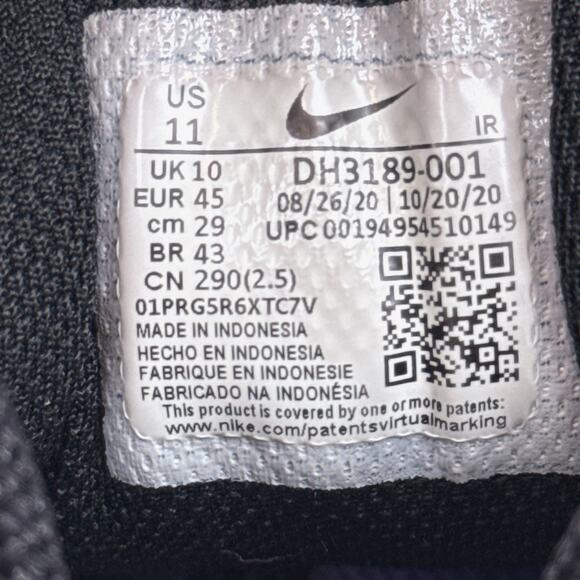 US
11
IR
UK 10
EUR 45
cm 29
BR 43
CN 290(2.5)
DH3189-001
08/26/20 | 10/20/20
UPC 00194954510149
01PRG5R6XTC7V
MADE IN INDONESIA
HECHO EN INDONESIA
FABRIQUE EN INDONESIE
FABRICADO NA INDONÉSIA
This product is covered by one or more patents:
www.nike.com/patentsvirtualmarking